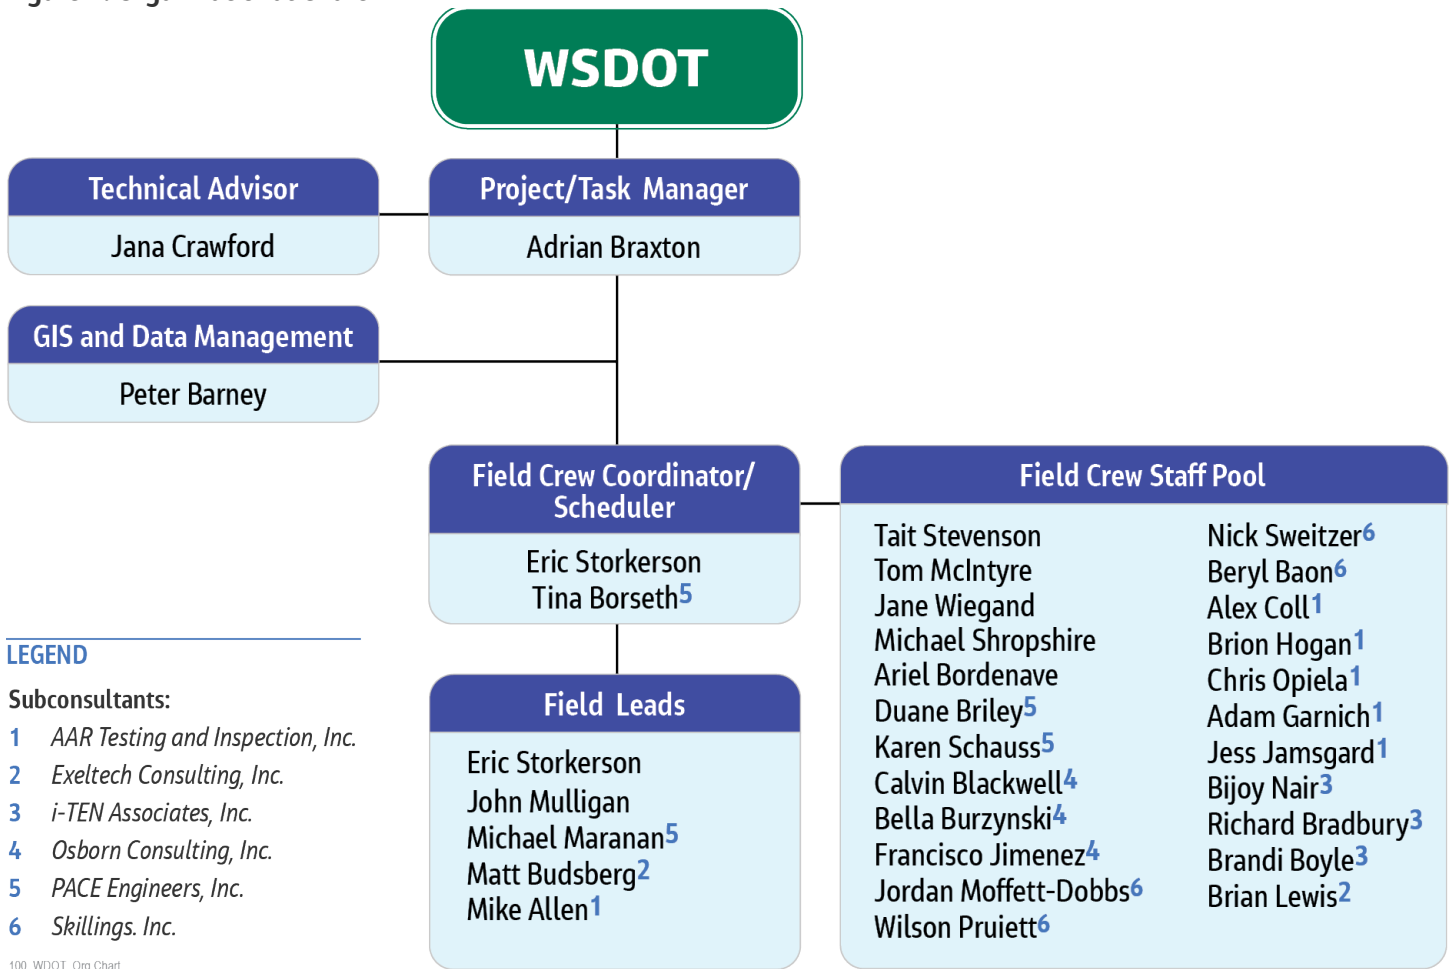 WSDOT
Technical Advisor
Jana Crawford
Project/Task Manager
Adrian Braxton
GIS and Data Management
Peter Barney
Field Crew Coordinator/
Scheduler
Eric Storkerson
Tina Borseth5
Field Crew Staff Pool
Tait Stevenson
Tom McIntyre
Jane Wiegand
Michael Shropshire
Ariel Bordenave
Duane Briley5
Karen Schauss5
Calvin Blackwell4
Bella Burzynski4
Francisco Jimenez4
Jordan Moffett-Dobbs6
Wilson Pruiett6
Nick Sweitzer6
Beryl Baon6
Alex Coll1
Brion Hogan1
Chris Opiela1
Adam Garnich1
Jess Jamsgard1
Bijoy Nair3
Richard Bradbury3
Brandi Boyle3
Brian Lewis2
Field Leads
Eric Storkerson
John Mulligan
Michael Maranan5
Matt Budsberg2
Mike Allen1
LEGEND
Subconsultants:
1 AAR Testing and Inspection, Inc.
2 Exeltech Consulting, Inc.
3 i-TEN Associates, Inc.
4 Osborn Consulting, Inc.
5 PACE Engineers, Inc.
6 Skillings. Inc.
100_WDOT_Org Chart